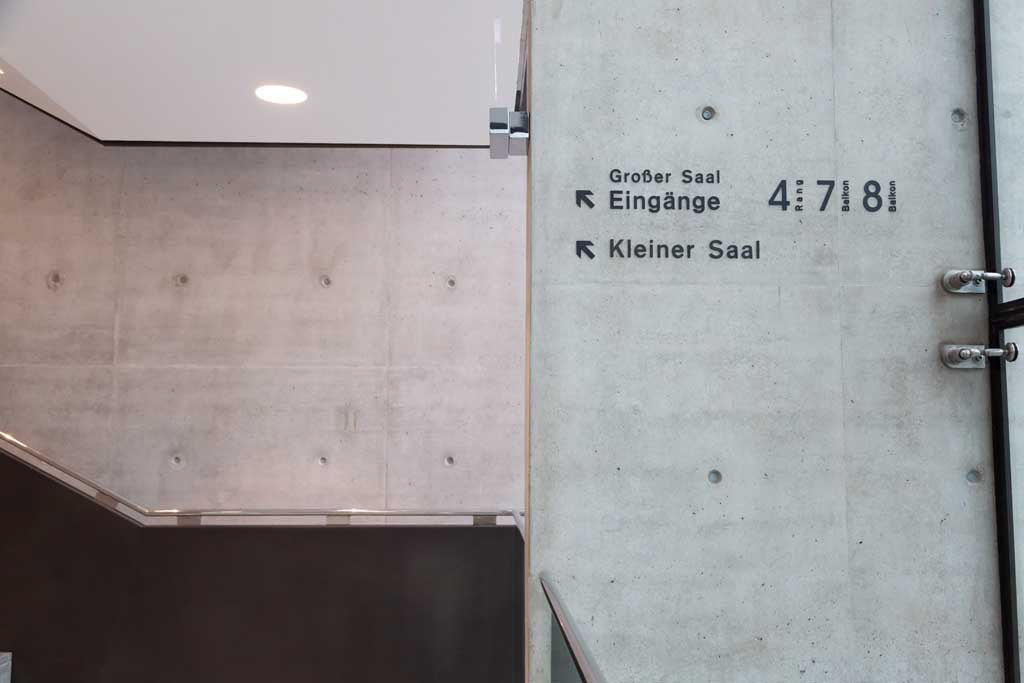 Großer Saal
Eingänge 4 Rang 7 Balkon 8 Balkon
Kleiner Saal